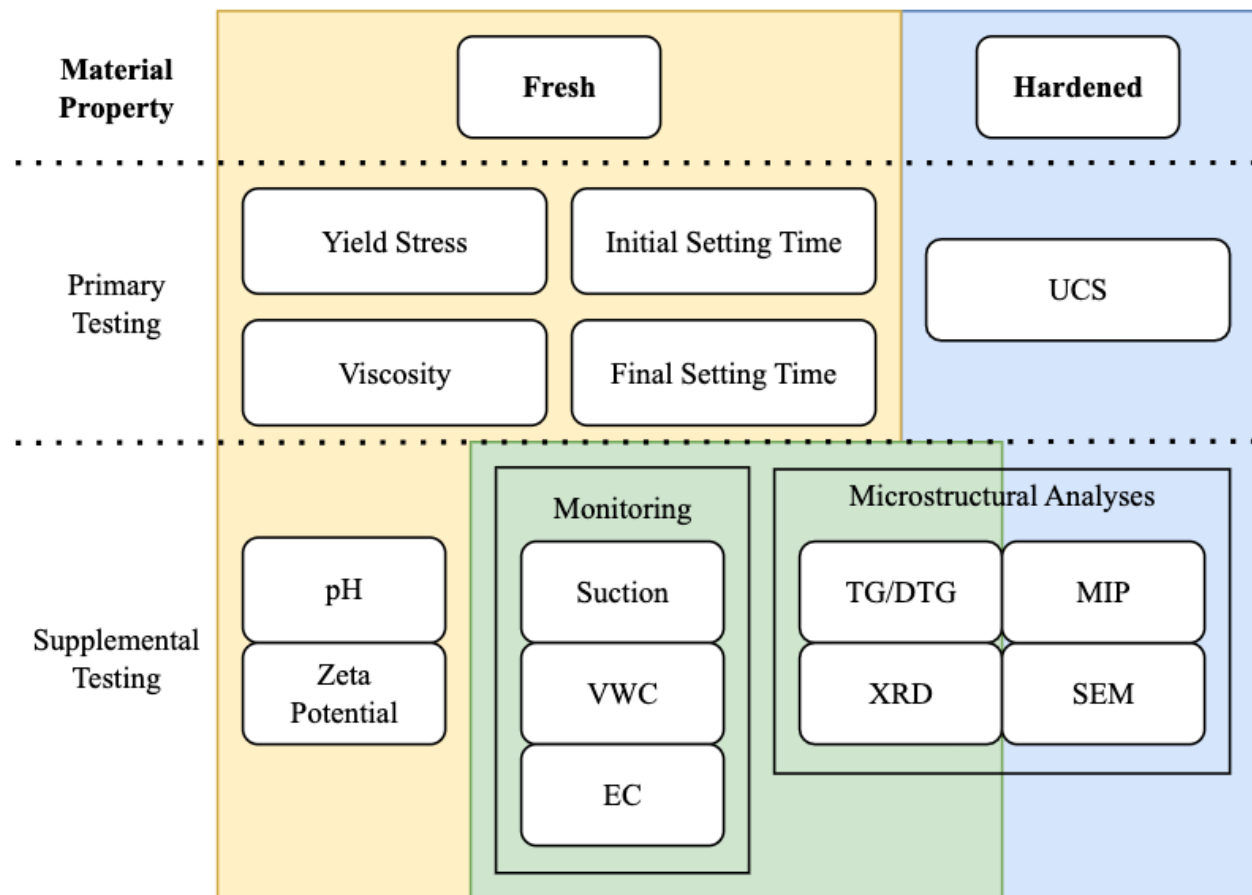 Material
Property
Fresh
Hardened
Primary
Testing
Yield Stress
Initial Setting Time
Viscosity
Final Setting Time
UCS
Supplemental
Testing
pH
Zeta
Potential
Monitoring
Suction
VWC
EC
Microstructural Analyses
TG/DTG
MIP
XRD
SEM